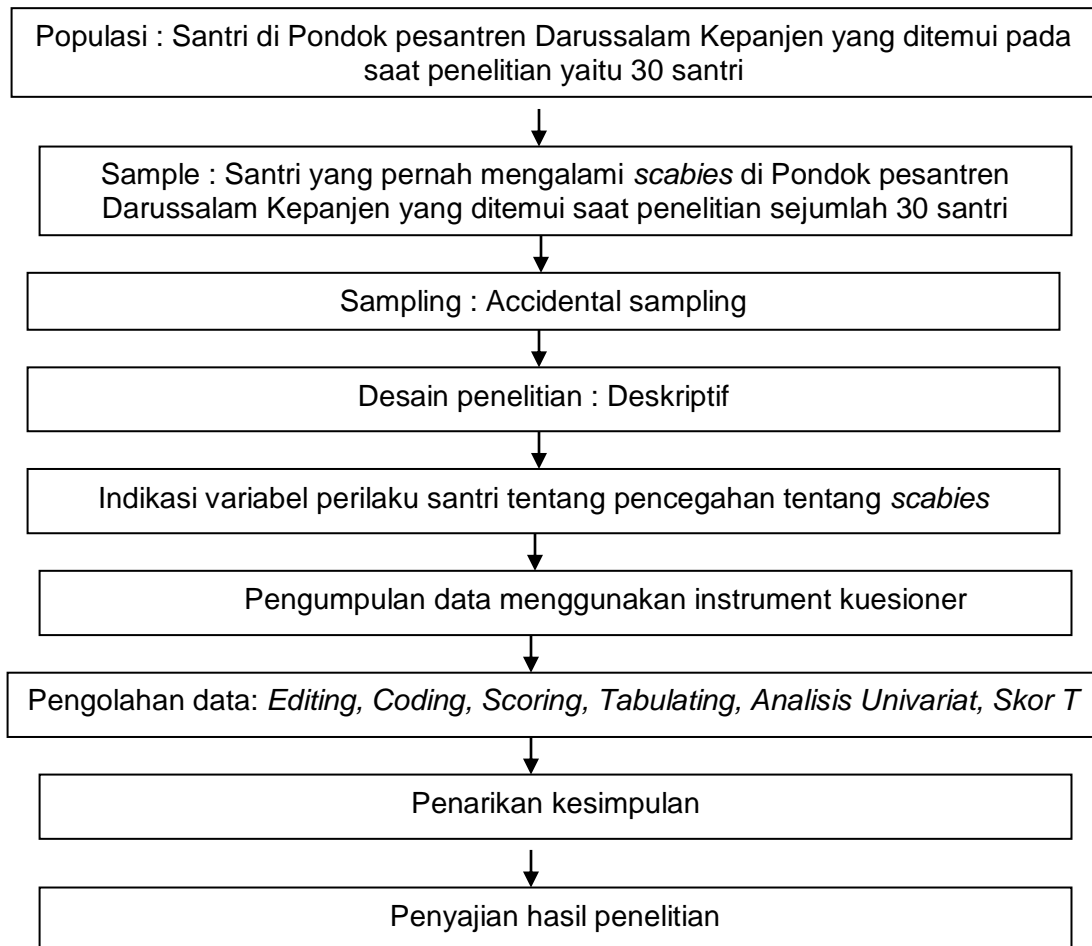 Populasi : Santri di Pondok pesantren Darussalam Kepanjen yang ditemui pada
saat penelitian yaitu 30 santri
Sample : Santri yang pernah mengalami scabies di Pondok pesantren
Darussalam Kepanjen yang ditemui saat penelitian sejumlah 30 santri
Sampling : Accidental sampling
Desain penelitian : Deskriptif
Indikasi variabel perilaku santri tentang pencegahan tentang scabies
Pengumpulan data menggunakan instrument kuesioner
Pengolahan data: Editing, Coding, Scoring, Tabulating, Analisis Univariat, Skor T
Penarikan kesimpulan
Penyajian hasil penelitian